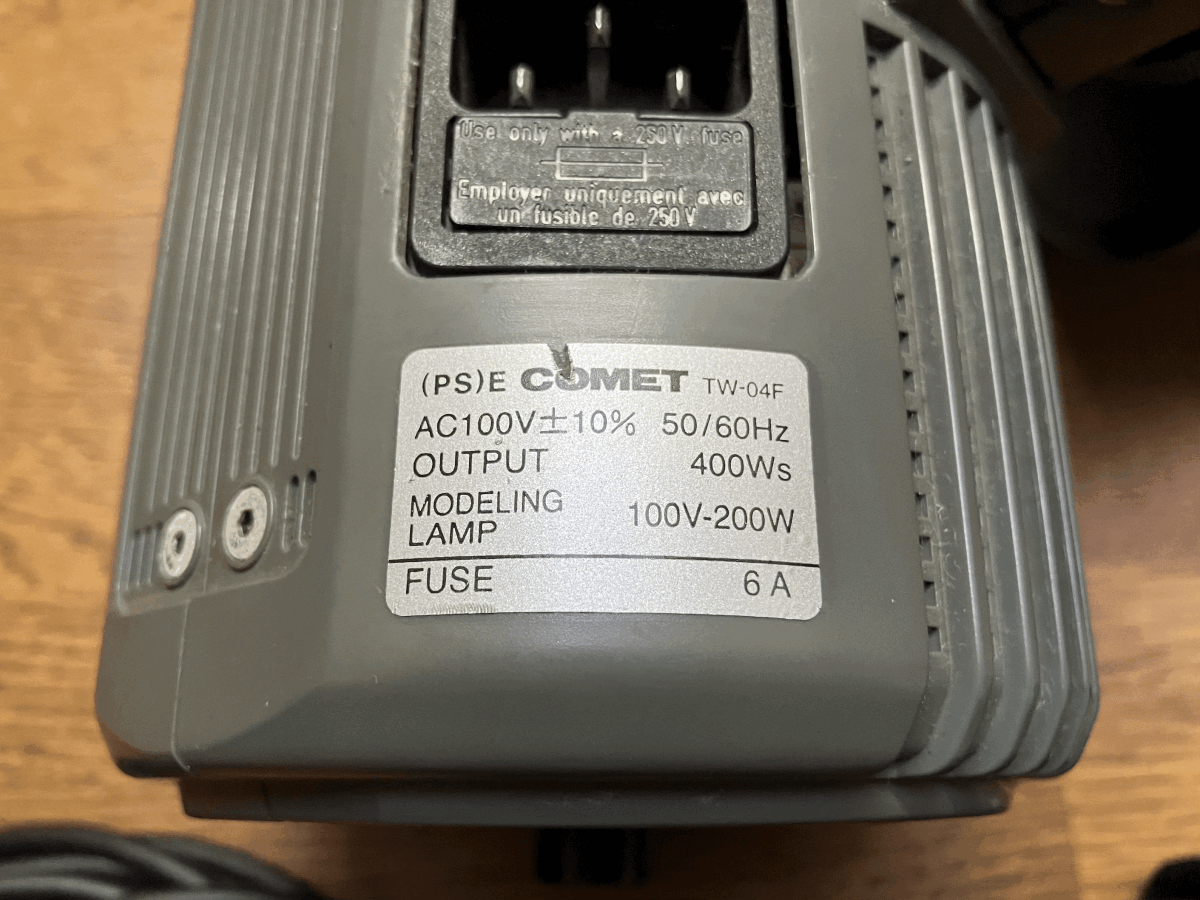 Use only with a 250V fuse
Employer uniquement avec
un fusible de 250V
(PS)E COMET TW-04F
AC100V±10% 50/60Hz
OUTPUT 400Ws
MODELING
LAMP 100V-200W
FUSE 6A